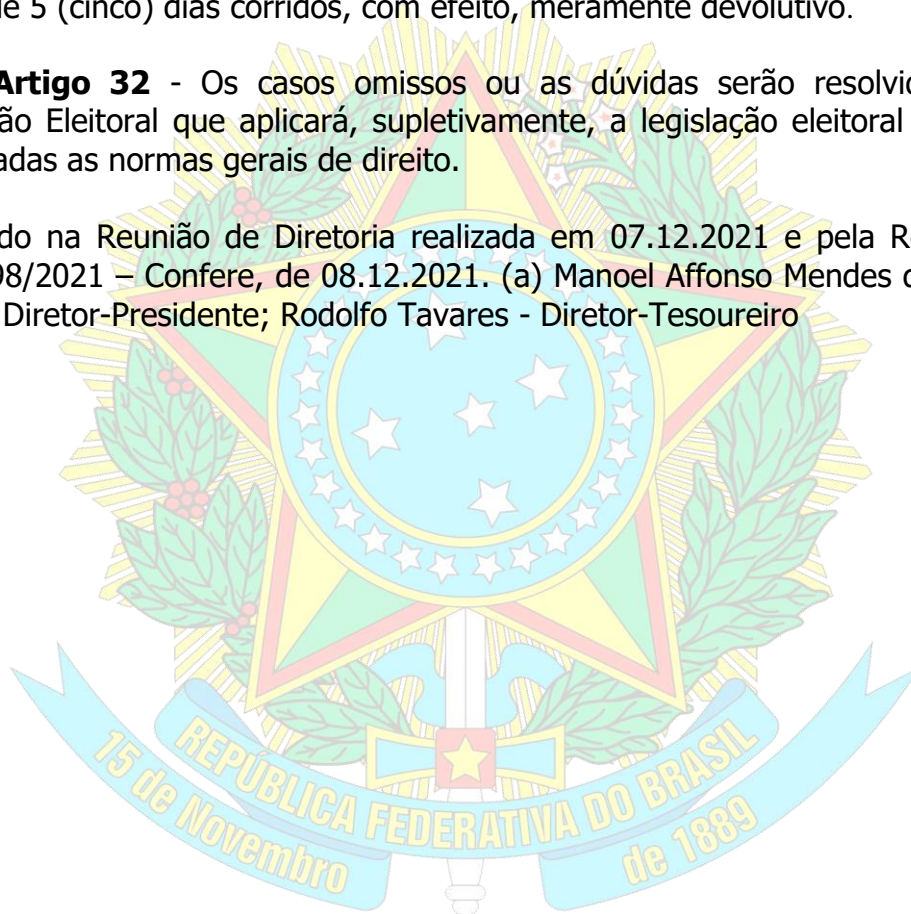 e 5 (cinco) dias corridos, com efeito, meramente devolutivo.
Artigo 32 - Os casos omissos ou as dúvidas serão resolvid
ão Eleitoral que aplicará, supletivamente, a legislação eleitoral
adas as normas gerais de direito.
do na Reunião de Diretoria realizada em 07.12.2021 e pela R
98/2021 – Confere, de 08.12.2021. (a) Manoel Affonso Mendes
Diretor-Presidente; Rodolfo Tavares - Diretor-Tesoureiro
REPÚBLICA FEDERATIVA DO BRASIL
15 de Novembro
de 1889